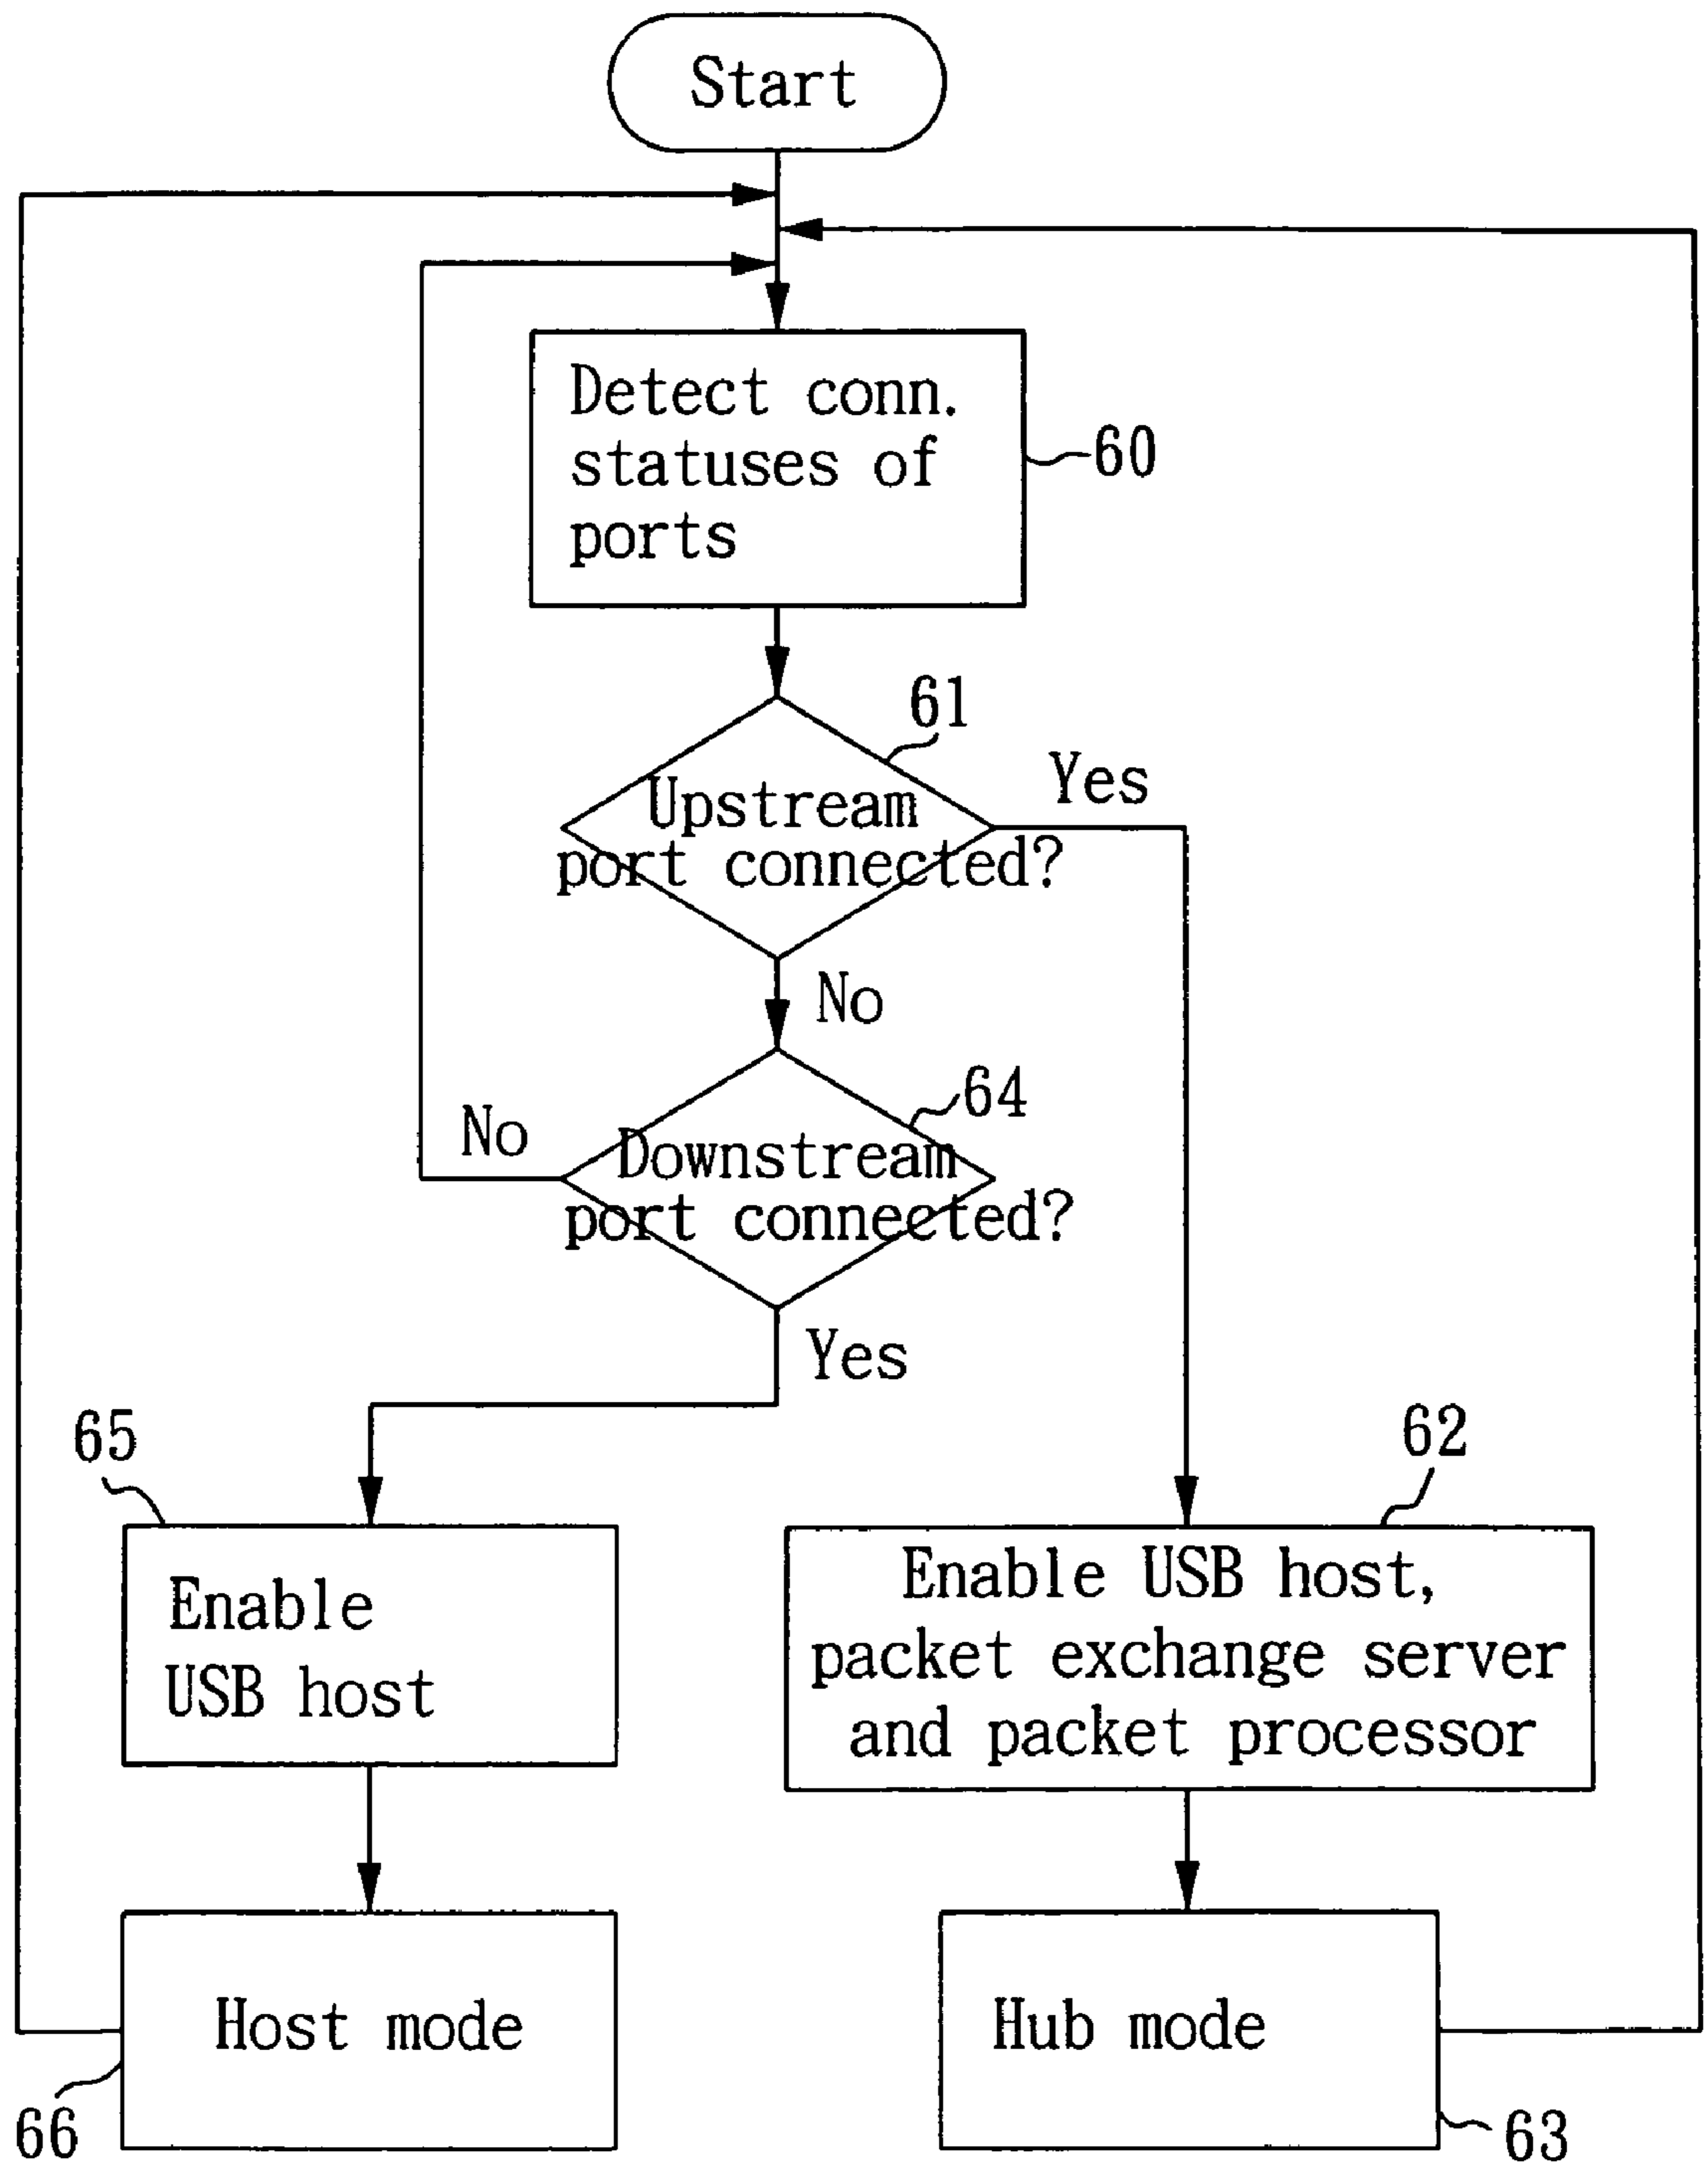 Start
Detect conn.
statuses of
ports
60
61
Upstream
port connected?
Yes
No
64
Downstream
port connected?
No
Yes
65
Enable
USB host
62
Enable USB host,
packet exchange server
and packet processor
Host mode
66
Hub mode
63